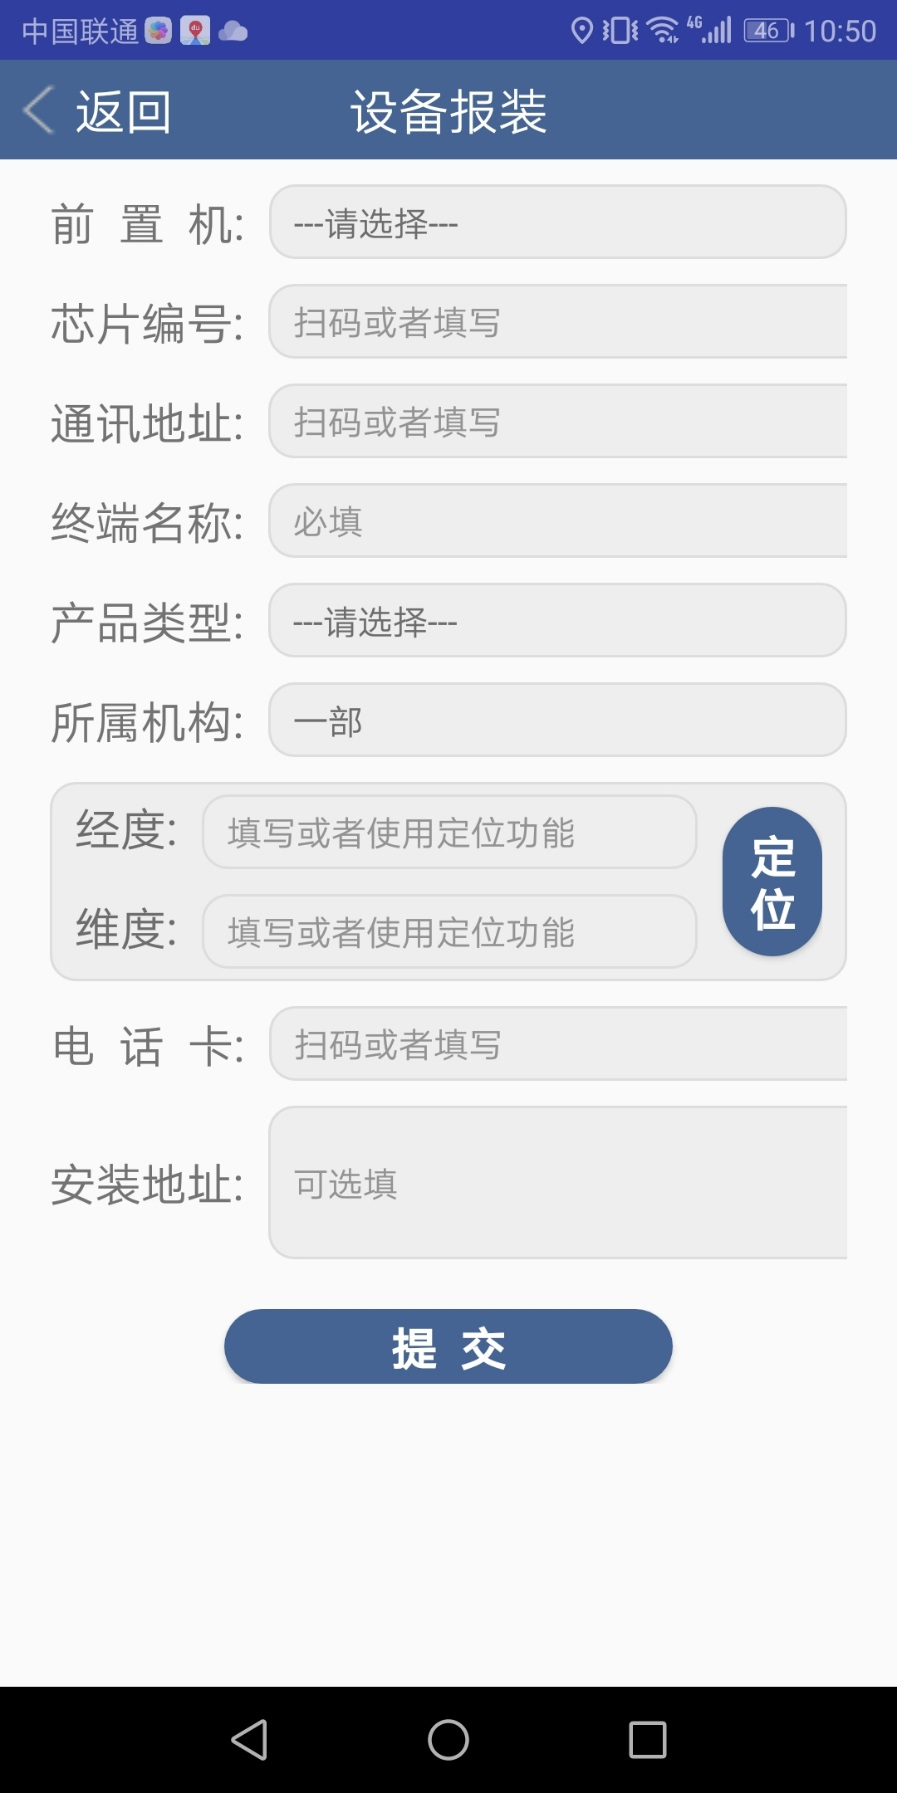 中国联通 4G 46 10:50
返回 设备报装
前 置 机: ---请选择---
芯片编号: 扫码或者填写
通讯地址: 扫码或者填写
终端名称: 必填
产品类型: ---请选择---
所属机构: 一部
经度: 填写或者使用定位功能
维度: 填写或者使用定位功能
定
位
电 话 卡: 扫码或者填写
安装地址: 可选填
提 交